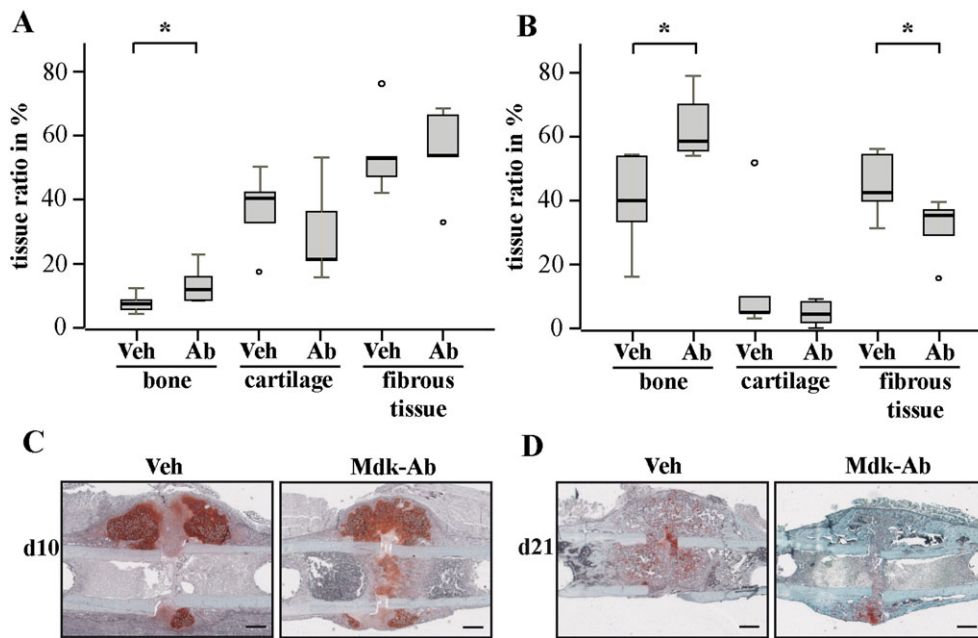 A
*
tissue ratio in %
80
60
40
20
0
Veh Ab Veh Ab Veh Ab
bone cartilage fibrous
tissue
B
* *
tissue ratio in %
80
60
40
20
0
Veh Ab Veh Ab Veh Ab
bone cartilage fibrous
tissue
C
Veh Mdk-Ab
d10
D
Veh Mdk-Ab
d21